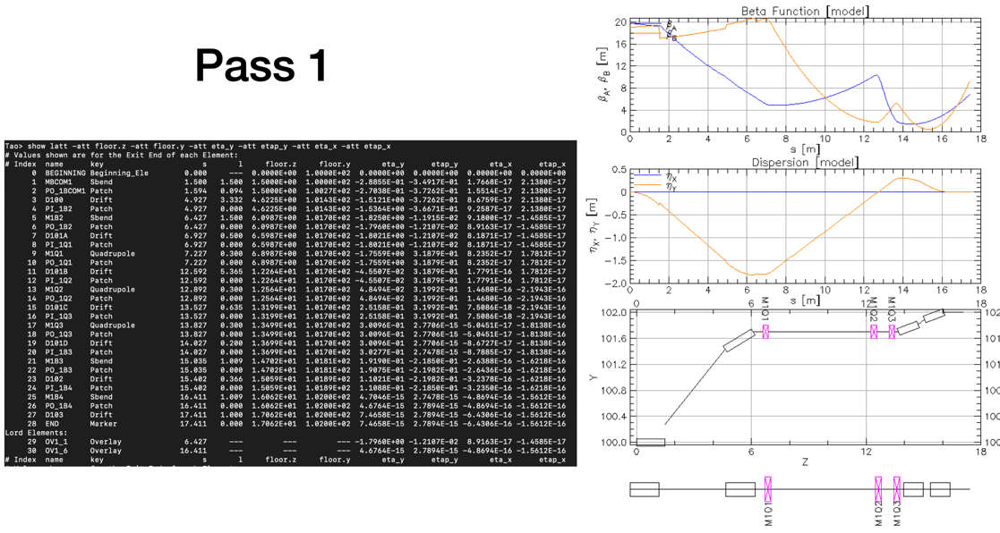 Pass 1
Tao> show latt -att floor.z -att floor.y -att eta_y -att etap_y -att eta_x -att etap_x
# Values shown are for the Exit End of each Element:
# Index name key s l floor.z floor.y eta_y etap_y eta_x etap_x
0 BEGINNING Beginning_Ele 0.000 --- 0.0000E+00 1.0000E+02 0.0000E+00 0.0000E+00 0.0000E+00 0.0000E+00
1 MBCOM1 Sbend 1.500 1.500 1.5000E+00 1.0000E+02 -2.8855E-01 -3.4917E-01 1.7668E-17 2.1380E-17
2 PO_1BCOM1 Patch 1.594 0.094 1.5000E+00 1.0027E+02 -2.7038E-01 -3.7262E-01 1.5514E-17 2.1380E-17
3 D100 Drift 4.927 3.332 4.6225E+00 1.0143E+02 -1.5121E+00 -3.7262E-01 8.6759E-17 2.1380E-17
4 PI_1B2 Patch 4.927 0.000 4.6225E+00 1.0143E+02 -1.5364E+00 -3.6671E-01 9.2587E-17 2.1380E-17
5 M1B2 Sbend 6.427 1.500 6.0987E+00 1.0170E+02 -1.8250E+00 -1.1915E-02 9.1800E-17 -1.4585E-17
6 PO_1B2 Patch 6.427 0.000 6.0987E+00 1.0170E+02 -1.7960E+00 -1.2107E-02 8.9163E-17 -1.4585E-17
7 D101A Drift 6.927 0.500 6.5987E+00 1.0170E+02 -1.8021E+00 -1.2107E-02 8.1871E-17 -1.4585E-17
8 PI_1Q1 Patch 6.927 0.000 6.5987E+00 1.0170E+02 -1.8021E+00 -1.2107E-02 8.1871E-17 -1.4585E-17
9 M1Q1 Quadrupole 7.227 0.300 6.8987E+00 1.0170E+02 -1.7559E+00 3.1879E-01 8.2352E-17 1.7812E-17
10 PO_1Q1 Patch 7.227 0.000 6.8987E+00 1.0170E+02 -1.7559E+00 3.1879E-01 8.2352E-17 1.7812E-17
11 D101B Drift 12.592 5.365 1.2264E+01 1.0170E+02 -4.5507E-02 3.1879E-01 1.7791E-16 1.7812E-17
12 PI_1Q2 Patch 12.592 0.000 1.2264E+01 1.0170E+02 -4.5507E-02 3.1879E-01 1.7791E-16 1.7812E-17
13 M1Q2 Quadrupole 12.892 0.300 1.2564E+01 1.0170E+02 4.8494E-02 3.1992E-01 1.4680E-16 -2.1943E-16
14 PO_1Q2 Patch 12.892 0.000 1.2564E+01 1.0170E+02 4.8494E-02 3.1992E-01 1.4680E-16 -2.1943E-16
15 D101C Drift 13.527 0.635 1.3199E+01 1.0170E+02 2.5158E-01 3.1992E-01 7.5086E-18 -2.1943E-16
16 PI_1Q3 Patch 13.527 0.000 1.3199E+01 1.0170E+02 2.5158E-01 3.1992E-01 7.5086E-18 -2.1943E-16
17 M1Q3 Quadrupole 13.827 0.300 1.3499E+01 1.0170E+02 3.0096E-01 2.7706E-15 -5.0451E-17 -1.8138E-16
18 PO_1Q3 Patch 13.827 0.000 1.3499E+01 1.0170E+02 3.0096E-01 2.7706E-15 -5.0451E-17 -1.8138E-16
19 D101D Drift 14.027 0.200 1.3699E+01 1.0170E+02 3.0096E-01 2.7706E-15 -8.6727E-17 -1.8138E-16
20 PI_1B3 Patch 14.027 0.000 1.3699E+01 1.0170E+02 3.0277E-01 2.7478E-15 -8.7885E-17 -1.8138E-16
21 M1B3 Sbend 15.035 1.009 1.4702E+01 1.0181E+02 1.9190E-01 -2.1850E-01 -2.6388E-16 -1.6218E-16
22 PO_1B3 Patch 15.035 0.000 1.4702E+01 1.0181E+02 1.9075E-01 -2.1982E-01 -2.6436E-16 -1.6218E-16
23 D102 Drift 15.402 0.366 1.5059E+01 1.0189E+02 1.1021E-01 -2.1982E-01 -3.2378E-16 -1.6218E-16
24 PI_1B4 Patch 15.402 0.000 1.5059E+01 1.0189E+02 1.1088E-01 -2.1850E-01 -3.2350E-16 -1.6218E-16
25 M1B4 Sbend 16.411 1.009 1.6062E+01 1.0200E+02 4.7046E-15 2.7478E-15 -4.8694E-16 -1.5612E-16
26 PO_1B4 Patch 16.411 0.000 1.6062E+01 1.0200E+02 4.6764E-15 2.7894E-15 -4.8694E-16 -1.5612E-16
27 D103 Drift 17.411 1.000 1.7062E+01 1.0200E+02 7.4658E-15 2.7894E-15 -6.4306E-16 -1.5612E-16
28 END Marker 17.411 0.000 1.7062E+01 1.0200E+02 7.4658E-15 2.7894E-15 -6.4306E-16 -1.5612E-16
Lord Elements:
29 OV1_1 Overlay 6.427 --- --- --- -1.7960E+00 -1.2107E-02 8.9163E-17 -1.4585E-17
30 OV1_6 Overlay 16.411 --- --- --- 4.6764E-15 2.7894E-15 -4.8694E-16 -1.5612E-16
# Index name key s l floor.z floor.y eta_y etap_y eta_x etap_x
Beta Function [model]
20
16
12
8
4
0
β_A, β_B [m]
0 2 4 6 8 10 12 14 16 18
s [m]
Dispersion [model]
η_X
η_Y
0.5
0
−0.5
−1.0
−1.5
−2.0
η_X, η_Y [m]
0 2 4 6 8 10 12 14 16 18
s [m]
0 6 12 18
102.0
101.6
101.2
100.8
100.4
100.0
Y
M1Q1
M1Q2
M1Q3
0 6 12 18
Z
M1Q1
M1Q2
M1Q3